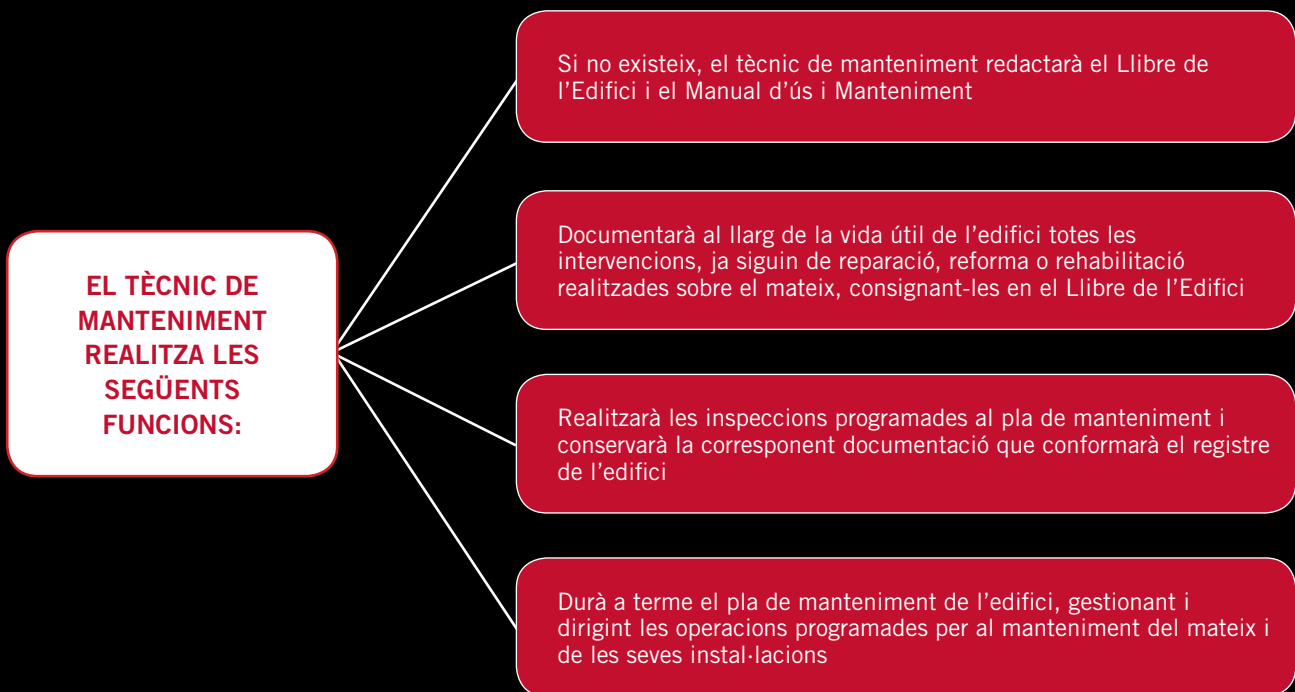 EL TÈCNIC DE
MANTENIMENT
REALITZA LES
SEGÜENTS
FUNCIONS:
Si no existeix, el tècnic de manteniment redactarà el Llibre de
l’Edifici i el Manual d’ús i Manteniment
Documentarà al llarg de la vida útil de l’edifici totes les
intervencions, ja siguin de reparació, reforma o rehabilitació
realitzades sobre el mateix, consignant-les en el Llibre de l’Edifici
Realitzarà les inspeccions programades al pla de manteniment i
conservarà la corresponent documentació que conformarà el registre
de l’edifici
Durà a terme el pla de manteniment de l’edifici, gestionant i
dirigint les operacions programades per al manteniment del mateix i
de les seves instal·lacions